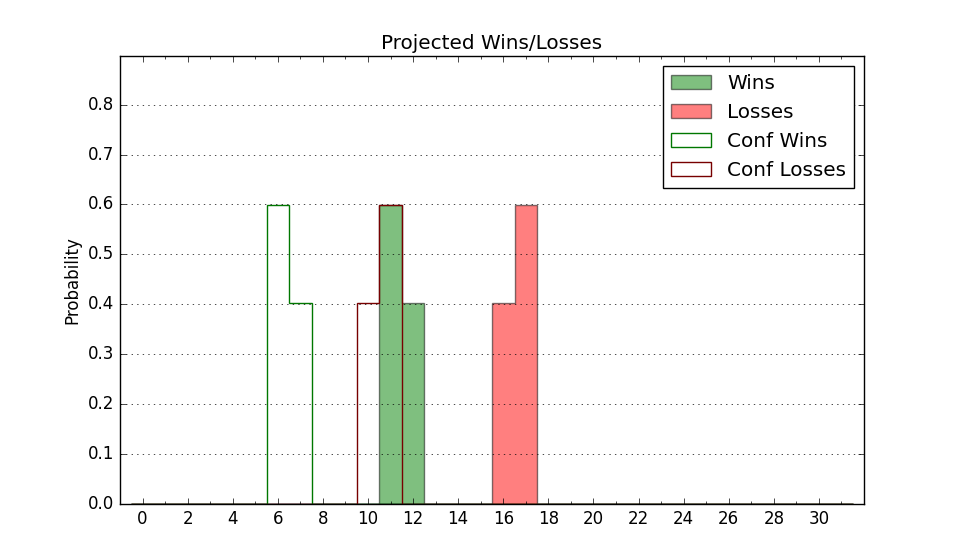 Projected Wins/Losses
Wins
Losses
Conf Wins
Conf Losses
Probability
0.8
0.7
0.6
0.5
0.4
0.3
0.2
0.1
0.0
0 2 4 6 8 10 12 14 16 18 20 22 24 26 28 30